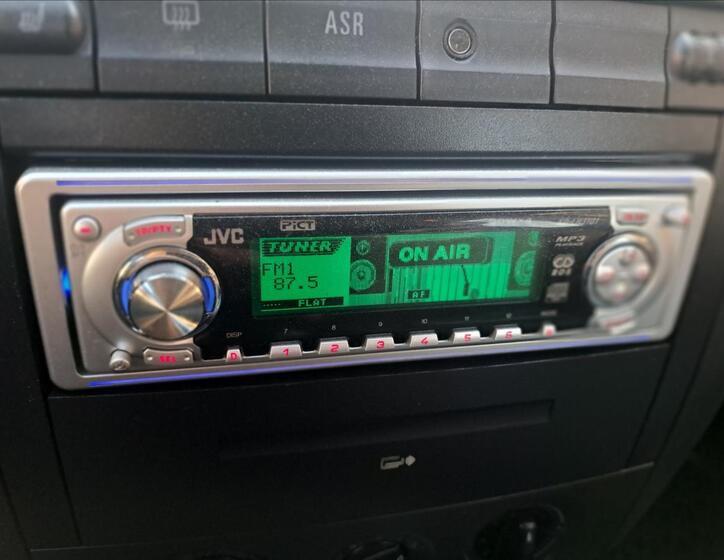 ASR
JVC
PiCT
TUNER
FM1
87.5
FLAT
ON AIR
AF
MP3
DISP
7 8 9 10 11 12
D 1 2 3 4 5 6
SEL